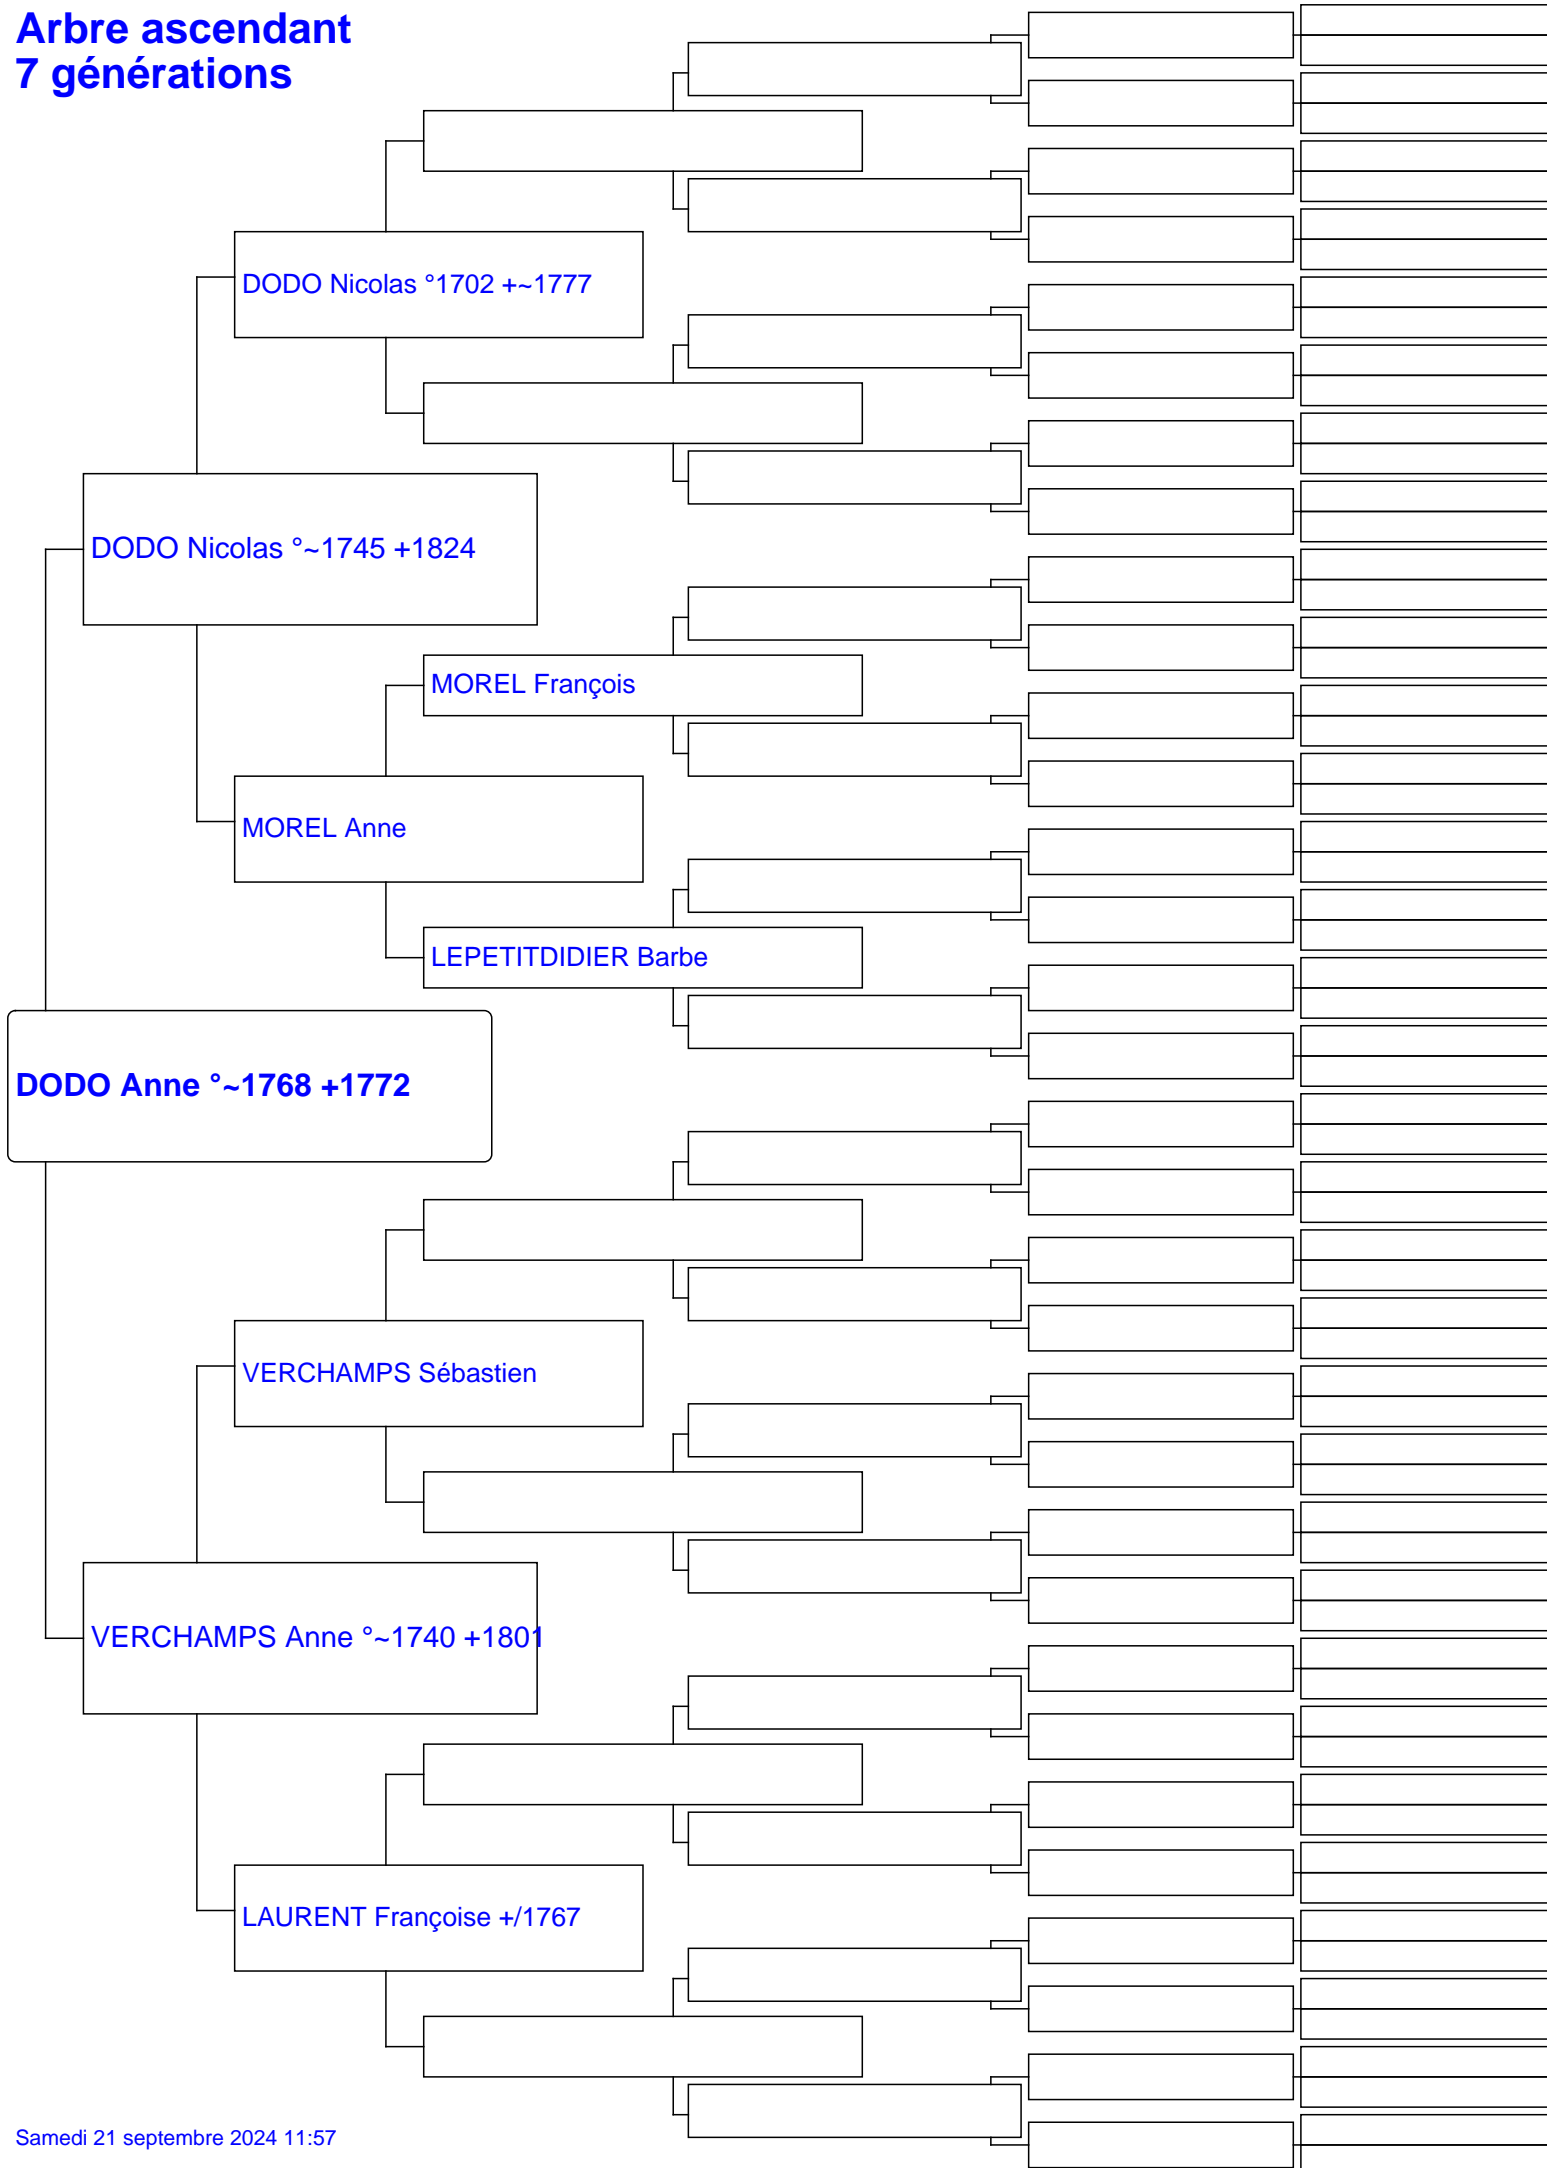 Arbre ascendant
7 générations
DODO Nicolas °1702 +~1777
DODO Nicolas °~1745 +1824
MOREL François
MOREL Anne
LEPETITDIDIER Barbe
DODO Anne °~1768 +1772
VERCHAMPS Sébastien
VERCHAMPS Anne °~1740 +1801
LAURENT Françoise +/1767
Samedi 21 septembre 2024 11:57